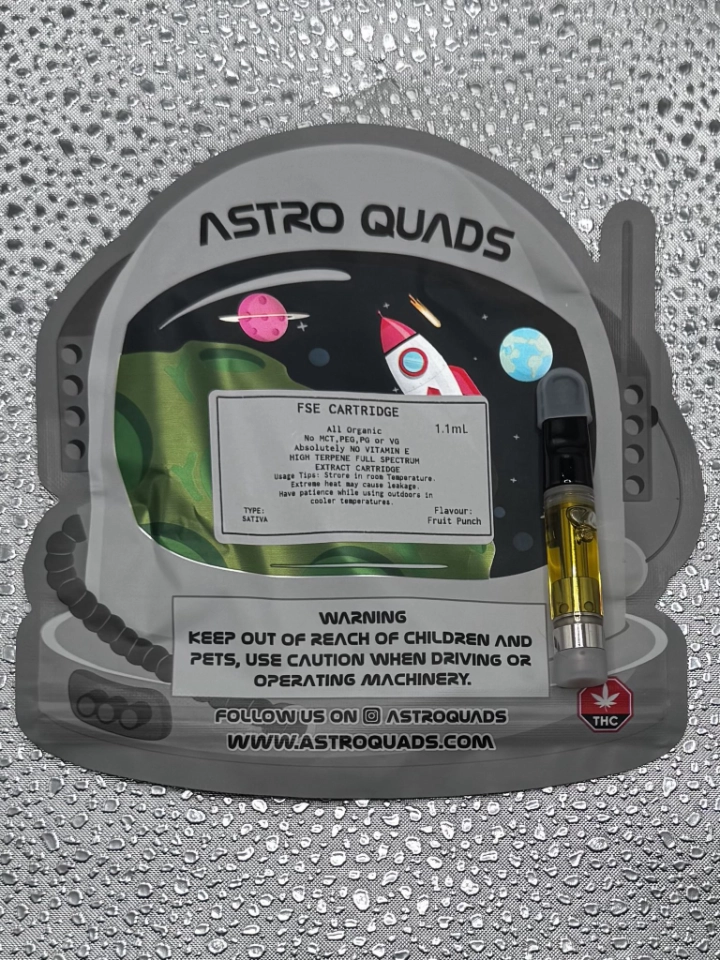 ASTRO QUADS
FSE CARTRIDGE
All Organic
1.1mL
No MCT,PEG,PG or VG
Absolutely NO VITAMIN E
HIGH TERPENE FULL SPECTRUM
EXTRACT CARTRIDGE
Usage Tips: Strore in room Temperature.
Extreme heat may cause leakage.
Have patience while using outdoors in
cooler temperatures.
TYPE:
SATIVA
Flavour:
Fruit Punch
WARNING
KEEP OUT OF REACH OF CHILDREN AND
PETS, USE CAUTION WHEN DRIVING OR
OPERATING MACHINERY.
FOLLOW US ON ASTROQUADS
WWW.ASTROQUADS.COM
THC